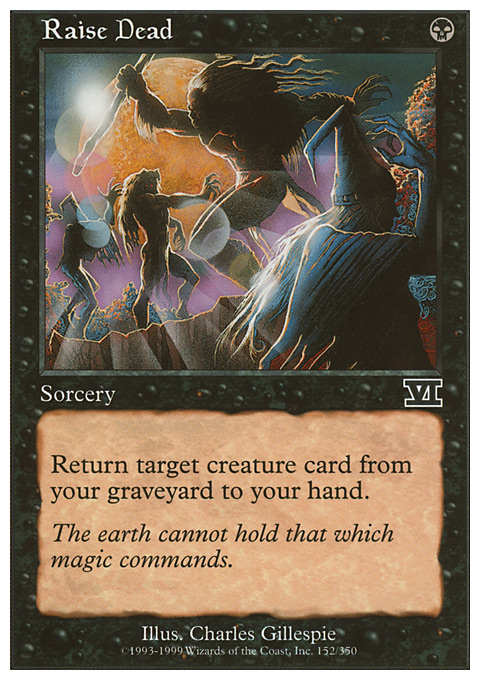 Raise Dead
Sorcery
VI
Return target creature card from
your graveyard to your hand.
The earth cannot hold that which
magic commands.
Illus. Charles Gillespie
©1993-1999 Wizards of the Coast, Inc. 152/350